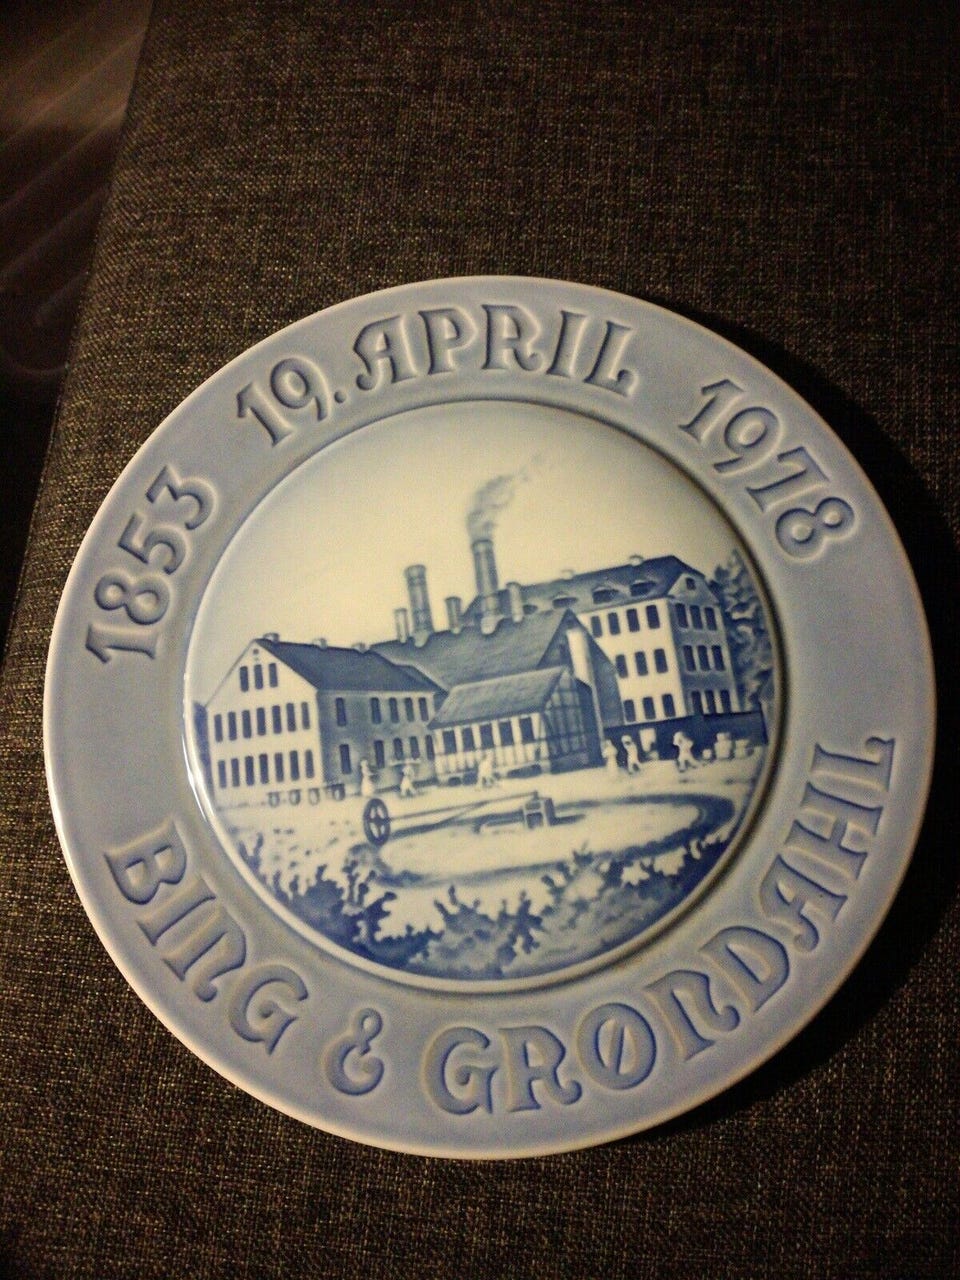 1853 19. APRIL 1978
BING & GRØNDAHL